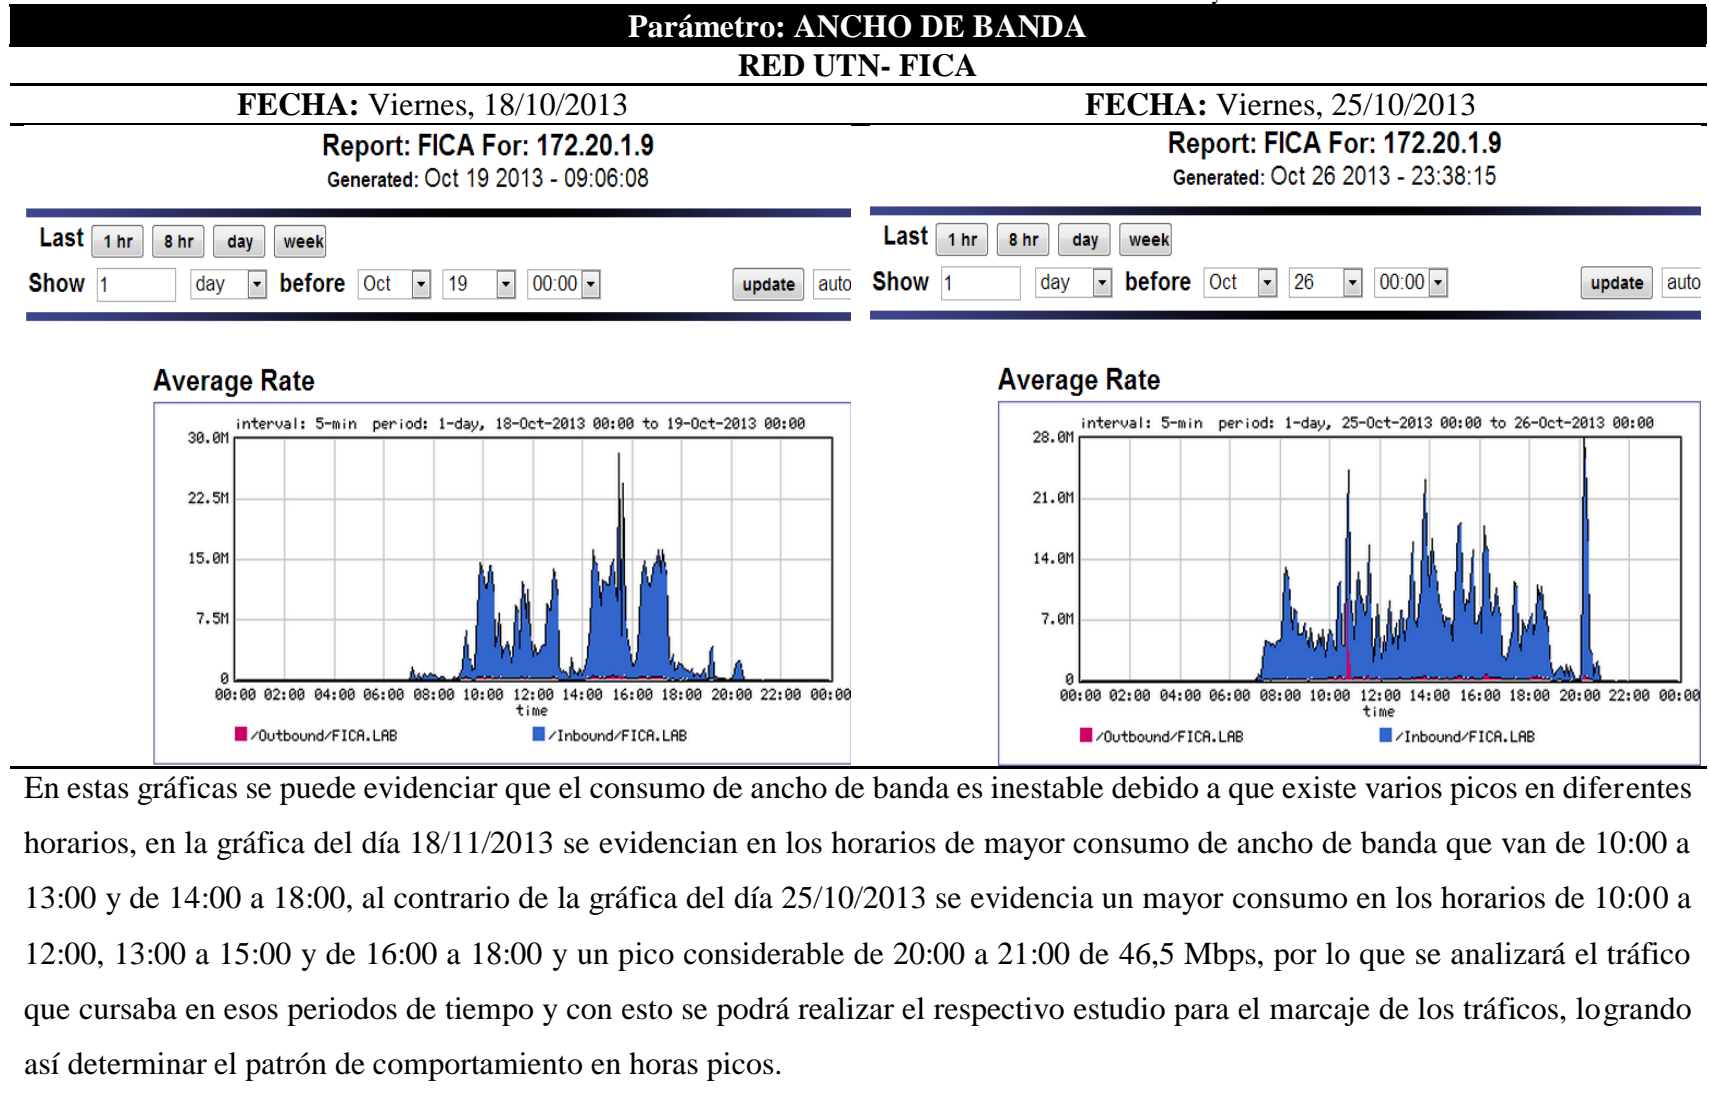 Parámetro: ANCHO DE BANDA
RED UTN- FICA
FECHA: Viernes, 18/10/2013
FECHA: Viernes, 25/10/2013
Report: FICA For: 172.20.1.9
Generated: Oct 19 2013 - 09:06:08
Last 1 hr 8 hr day week
Show 1 day before Oct 19 00:00 update auto
Average Rate
interval: 5-min period: 1-day, 18-Oct-2013 00:00 to 19-Oct-2013 00:00
30.0M
22.5M
15.0M
7.5M
0
00:00 02:00 04:00 06:00 08:00 10:00 12:00 14:00 16:00 18:00 20:00 22:00 00:00
time
/Outbound/FICA.LAB /Inbound/FICA.LAB
Report: FICA For: 172.20.1.9
Generated: Oct 26 2013 - 23:38:15
Last 1 hr 8 hr day week
Show 1 day before Oct 26 00:00 update auto
Average Rate
interval: 5-min period: 1-day, 25-Oct-2013 00:00 to 26-Oct-2013 00:00
28.0M
21.0M
14.0M
7.0M
0
00:00 02:00 04:00 06:00 08:00 10:00 12:00 14:00 16:00 18:00 20:00 22:00 00:00
time
/Outbound/FICA.LAB /Inbound/FICA.LAB
En estas gráficas se puede evidenciar que el consumo de ancho de banda es inestable debido a que existe varios picos en diferentes
horarios, en la gráfica del día 18/11/2013 se evidencian en los horarios de mayor consumo de ancho de banda que van de 10:00 a
13:00 y de 14:00 a 18:00, al contrario de la gráfica del día 25/10/2013 se evidencia un mayor consumo en los horarios de 10:00 a
12:00, 13:00 a 15:00 y de 16:00 a 18:00 y un pico considerable de 20:00 a 21:00 de 46,5 Mbps, por lo que se analizará el tráfico
que cursaba en esos periodos de tiempo y con esto se podrá realizar el respectivo estudio para el marcaje de los tráficos, logrando
así determinar el patrón de comportamiento en horas picos.